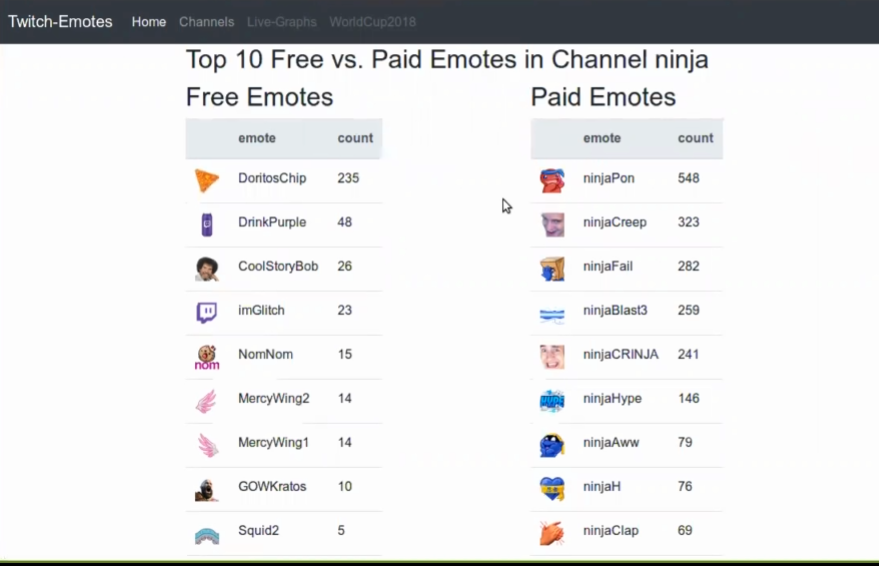 Twitch-Emotes Home Channels Live-Graphs WorldCup2018
Top 10 Free vs. Paid Emotes in Channel ninja
Free Emotes
emote count
DoritosChip 235
DrinkPurple 48
CoolStoryBob 26
imGlitch 23
nom
NomNom 15
MercyWing2 14
MercyWing1 14
GOWKratos 10
Squid2 5
Paid Emotes
emote count
ninjaPon 548
ninjaCreep 323
ninjaFail 282
ninjaBlast3 259
ninjaCRINJA 241
ninjaHype 146
ninjaAww 79
ninjaH 76
ninjaClap 69